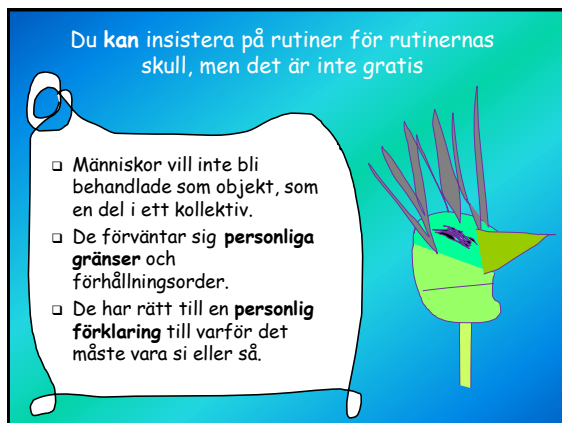 Du kan insistera på rutiner för rutinernas
skull, men det är inte gratis
❑ Människor vill inte bli
behandlade som objekt, som
en del i ett kollektiv.
❑ De förväntar sig personliga
gränser och
förhållningsorder.
❑ De har rätt till en personlig
förklaring till varför det
måste vara si eller så.